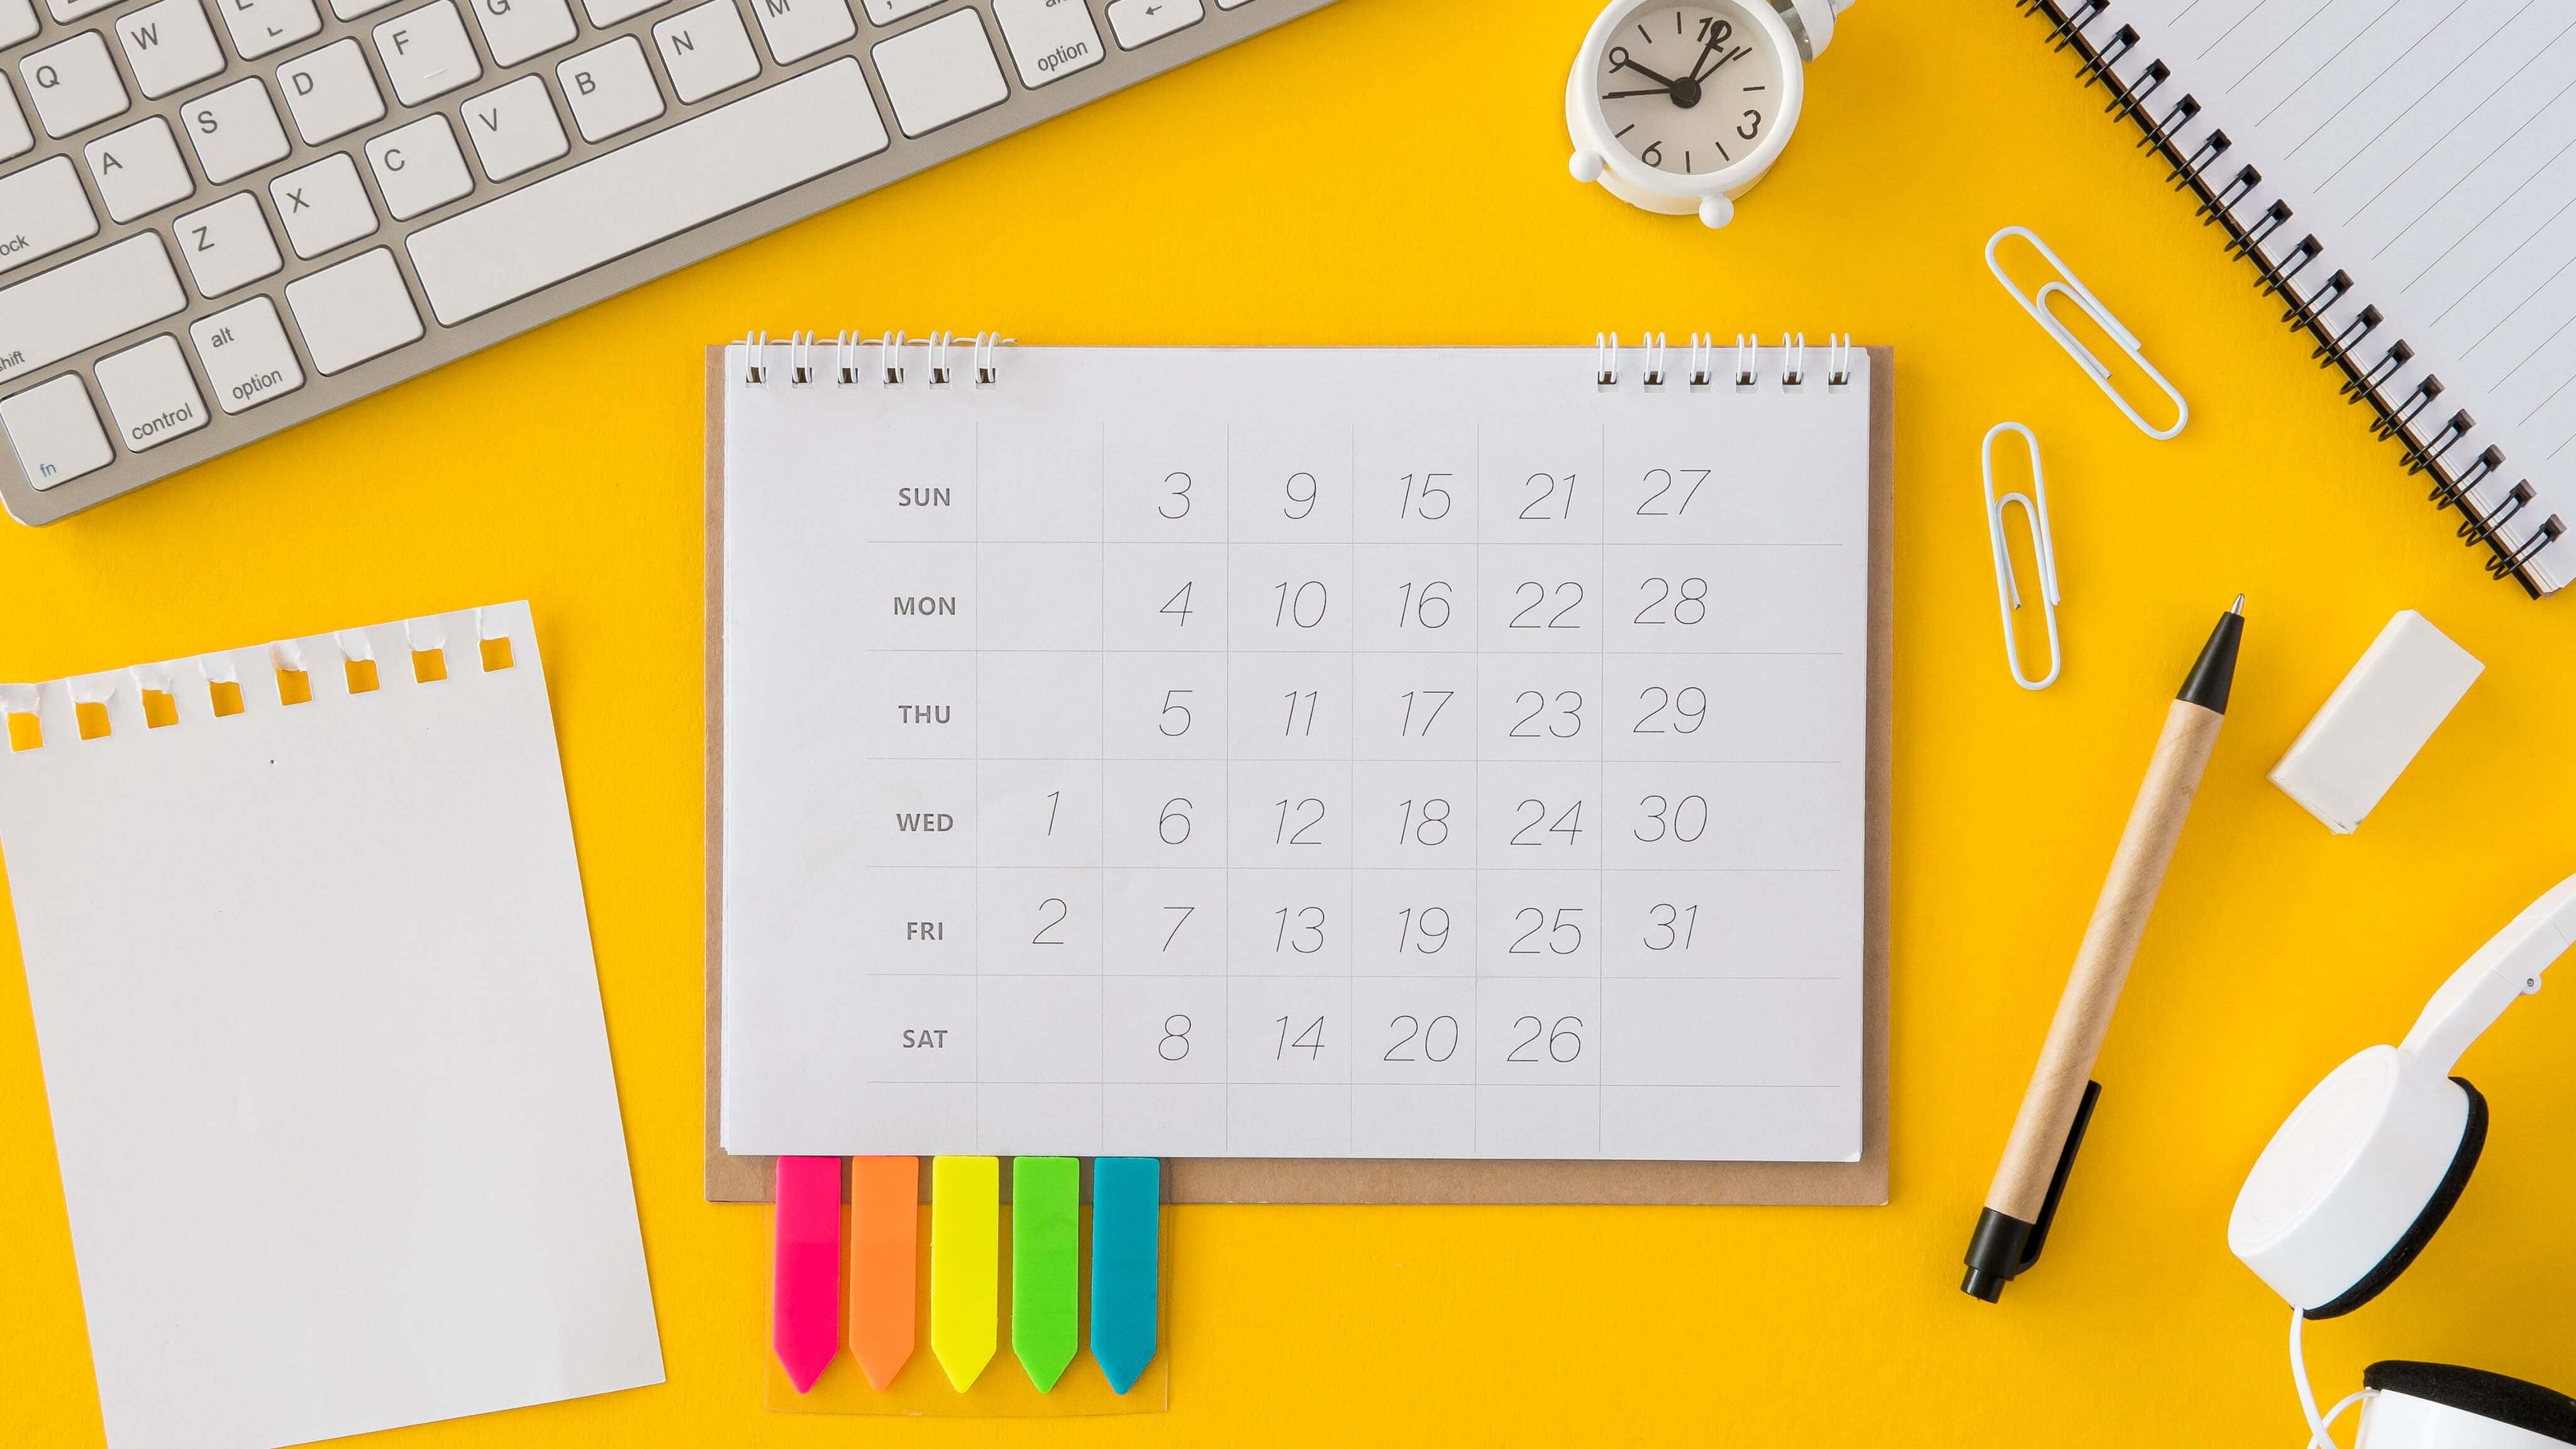 G M
W F N alt
Q D B option
S V
A C
X
ock Z
alt
shift option
control
fn
12
9
3
6
SUN 3 9 15 21 27
MON 4 10 16 22 28
THU 5 11 17 23 29
WED 1 6 12 18 24 30
FRI 2 7 13 19 25 31
SAT 8 14 20 26